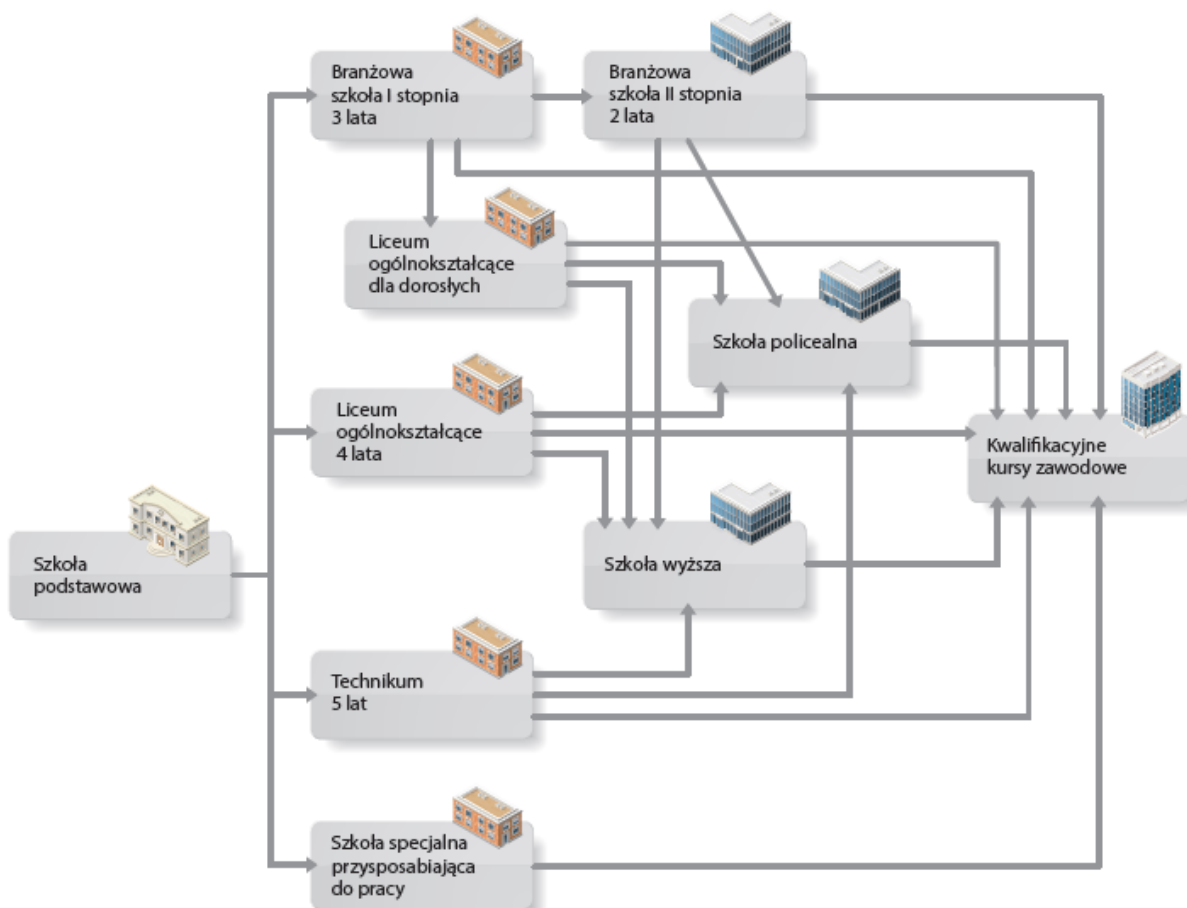 Branżowa
szkoła I stopnia
3 lata
Branżowa
szkoła II stopnia
2 lata
Liceum
ogólnokształcące
dla dorosłych
Szkoła policealna
Liceum
ogólnokształcące
4 lata
Kwalifikacyjne
kursy zawodowe
Szkoła
podstawowa
Szkoła wyższa
Technikum
5 lat
Szkoła specjalna
przysposabiająca
do pracy